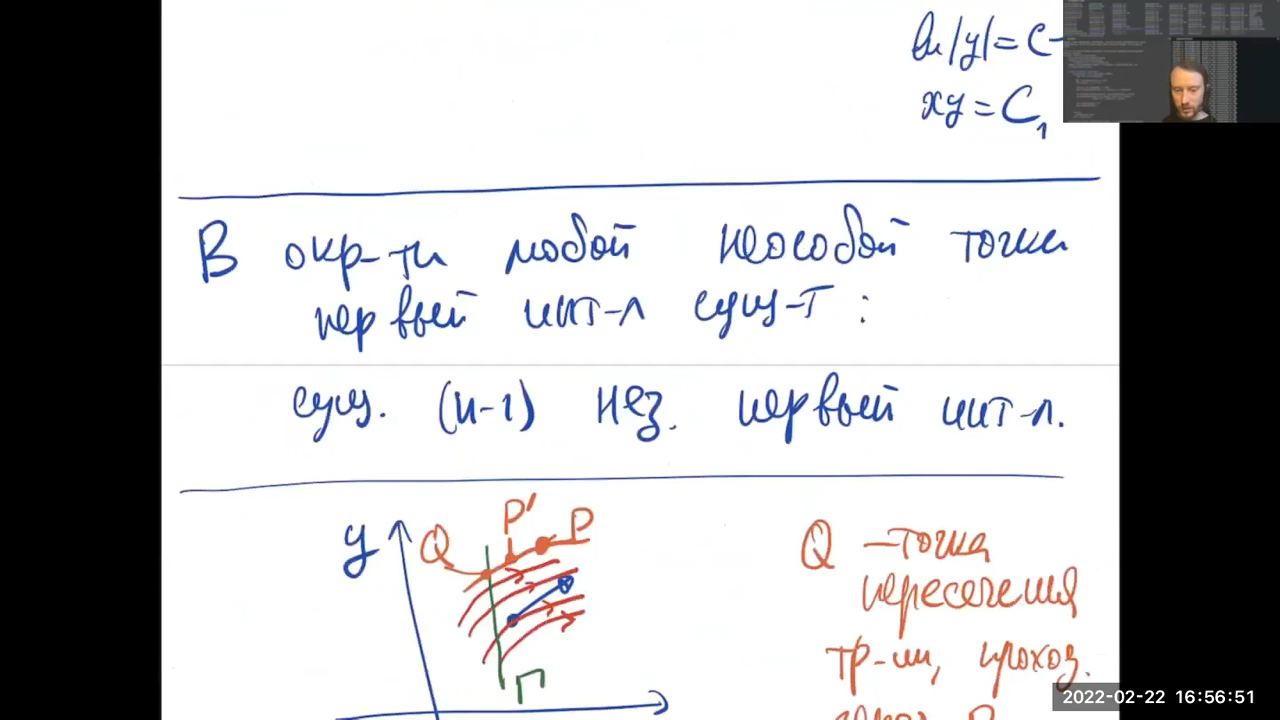 ln|y|= C-
xy = C₁
В окр-ти любой неособой точки
первый инт-л сущ-т :
сущ. (n-1) нез. первый инт-л.
y Q P' P
Г
Q - точка
пересечения
тр-ии, проход.
2022-02-22 16:56:51